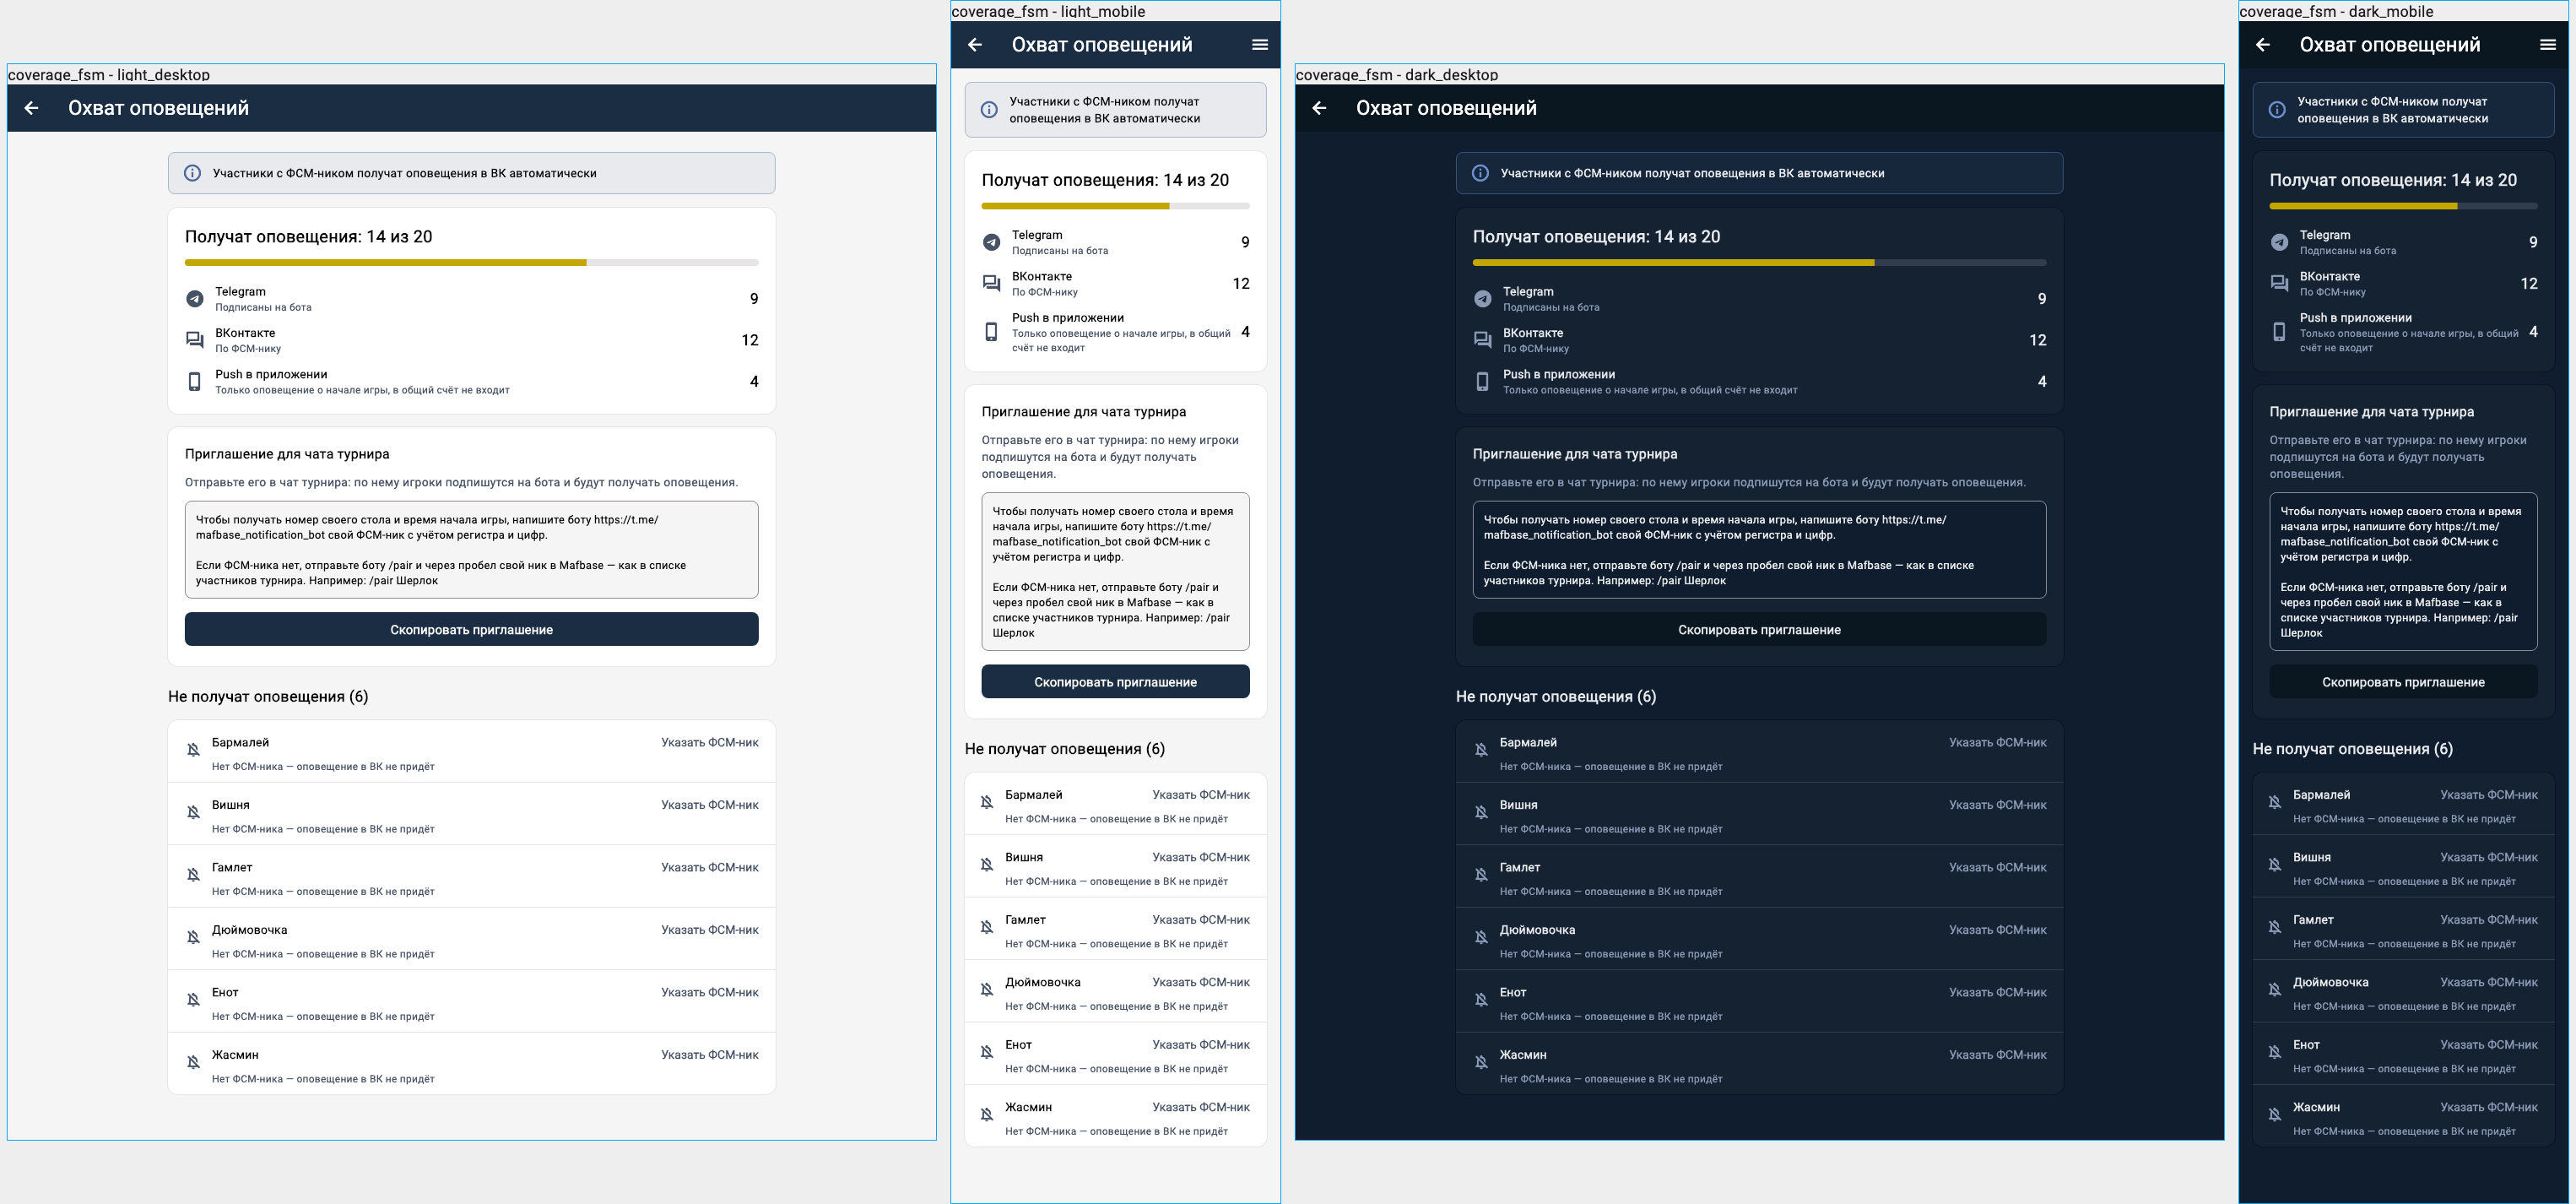 coverage_fsm - light_desktop
Охват оповещений
Участники с ФСМ-ником получат оповещения в ВК автоматически
Получат оповещения: 14 из 20
Telegram
Подписаны на бота
9
ВКонтакте
По ФСМ-нику
12
Push в приложении
Только оповещение о начале игры, в общий счёт не входит
4
Приглашение для чата турнира
Отправьте его в чат турнира: по нему игроки подпишутся на бота и будут получать оповещения.
Чтобы получать номер своего стола и время начала игры, напишите боту https://t.me/
mafbase_notification_bot свой ФСМ-ник с учётом регистра и цифр.
Если ФСМ-ника нет, отправьте боту /pair и через пробел свой ник в Mafbase — как в списке
участников турнира. Например: /pair Шерлок
Скопировать приглашение
Не получат оповещения (6)
Бармалей
Указать ФСМ-ник
Нет ФСМ-ника — оповещение в ВК не придёт
Вишня
Указать ФСМ-ник
Нет ФСМ-ника — оповещение в ВК не придёт
Гамлет
Указать ФСМ-ник
Нет ФСМ-ника — оповещение в ВК не придёт
Дюймовочка
Указать ФСМ-ник
Нет ФСМ-ника — оповещение в ВК не придёт
Енот
Указать ФСМ-ник
Нет ФСМ-ника — оповещение в ВК не придёт
Жасмин
Указать ФСМ-ник
Нет ФСМ-ника — оповещение в ВК не придёт
coverage_fsm - light_mobile
Охват оповещений
Участники с ФСМ-ником получат
оповещения в ВК автоматически
Получат оповещения: 14 из 20
Telegram
Подписаны на бота
9
ВКонтакте
По ФСМ-нику
12
Push в приложении
Только оповещение о начале игры, в общий
счёт не входит
4
Приглашение для чата турнира
Отправьте его в чат турнира: по нему игроки
подпишутся на бота и будут получать
оповещения.
Чтобы получать номер своего стола и время
начала игры, напишите боту https://t.me/
mafbase_notification_bot свой ФСМ-ник с
учётом регистра и цифр.
Если ФСМ-ника нет, отправьте боту /pair и
через пробел свой ник в Mafbase — как в
списке участников турнира. Например: /pair
Шерлок
Скопировать приглашение
Не получат оповещения (6)
Бармалей
Указать ФСМ-ник
Нет ФСМ-ника — оповещение в ВК не придёт
Вишня
Указать ФСМ-ник
Нет ФСМ-ника — оповещение в ВК не придёт
Гамлет
Указать ФСМ-ник
Нет ФСМ-ника — оповещение в ВК не придёт
Дюймовочка
Указать ФСМ-ник
Нет ФСМ-ника — оповещение в ВК не придёт
Енот
Указать ФСМ-ник
Нет ФСМ-ника — оповещение в ВК не придёт
Жасмин
Указать ФСМ-ник
Нет ФСМ-ника — оповещение в ВК не придёт
coverage_fsm - dark_desktop
Охват оповещений
Участники с ФСМ-ником получат оповещения в ВК автоматически
Получат оповещения: 14 из 20
Telegram
Подписаны на бота
9
ВКонтакте
По ФСМ-нику
12
Push в приложении
Только оповещение о начале игры, в общий счёт не входит
4
Приглашение для чата турнира
Отправьте его в чат турнира: по нему игроки подпишутся на бота и будут получать оповещения.
Чтобы получать номер своего стола и время начала игры, напишите боту https://t.me/
mafbase_notification_bot свой ФСМ-ник с учётом регистра и цифр.
Если ФСМ-ника нет, отправьте боту /pair и через пробел свой ник в Mafbase — как в списке
участников турнира. Например: /pair Шерлок
Скопировать приглашение
Не получат оповещения (6)
Бармалей
Указать ФСМ-ник
Нет ФСМ-ника — оповещение в ВК не придёт
Вишня
Указать ФСМ-ник
Нет ФСМ-ника — оповещение в ВК не придёт
Гамлет
Указать ФСМ-ник
Нет ФСМ-ника — оповещение в ВК не придёт
Дюймовочка
Указать ФСМ-ник
Нет ФСМ-ника — оповещение в ВК не придёт
Енот
Указать ФСМ-ник
Нет ФСМ-ника — оповещение в ВК не придёт
Жасмин
Указать ФСМ-ник
Нет ФСМ-ника — оповещение в ВК не придёт
coverage_fsm - dark_mobile
Охват оповещений
Участники с ФСМ-ником получат
оповещения в ВК автоматически
Получат оповещения: 14 из 20
Telegram
Подписаны на бота
9
ВКонтакте
По ФСМ-нику
12
Push в приложении
Только оповещение о начале игры, в общий
счёт не входит
4
Приглашение для чата турнира
Отправьте его в чат турнира: по нему игроки
подпишутся на бота и будут получать
оповещения.
Чтобы получать номер своего стола и время
начала игры, напишите боту https://t.me/
mafbase_notification_bot свой ФСМ-ник с
учётом регистра и цифр.
Если ФСМ-ника нет, отправьте боту /pair и
через пробел свой ник в Mafbase — как в
списке участников турнира. Например: /pair
Шерлок
Скопировать приглашение
Не получат оповещения (6)
Бармалей
Указать ФСМ-ник
Нет ФСМ-ника — оповещение в ВК не придёт
Вишня
Указать ФСМ-ник
Нет ФСМ-ника — оповещение в ВК не придёт
Гамлет
Указать ФСМ-ник
Нет ФСМ-ника — оповещение в ВК не придёт
Дюймовочка
Указать ФСМ-ник
Нет ФСМ-ника — оповещение в ВК не придёт
Енот
Указать ФСМ-ник
Нет ФСМ-ника — оповещение в ВК не придёт
Жасмин
Указать ФСМ-ник
Нет ФСМ-ника — оповещение в ВК не придёт